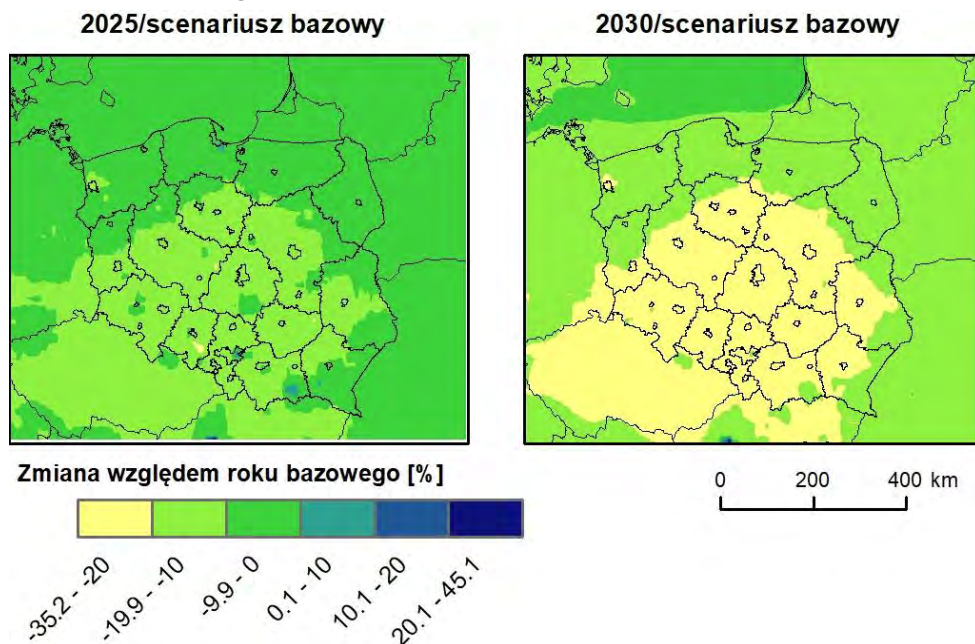 2025/scenariusz bazowy
2030/scenariusz bazowy
Zmiana względem roku bazowego [%]
0 200 400 km
-35.2 - -20
-19.9 - -10
-9.9 - 0
0.1 - 10
10.1 - 20
20.1 - 45.1